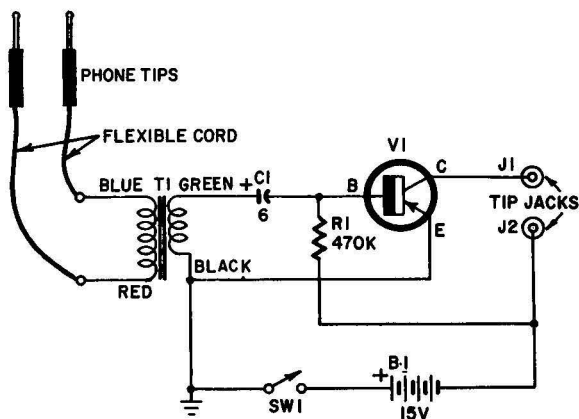 PHONE TIPS
FLEXIBLE CORD
V1
BLUE T1 GREEN + C1
6
B
C
E
J1
TIP JACKS
J2
R1
470K
BLACK
RED
SW1
+ B1
15V